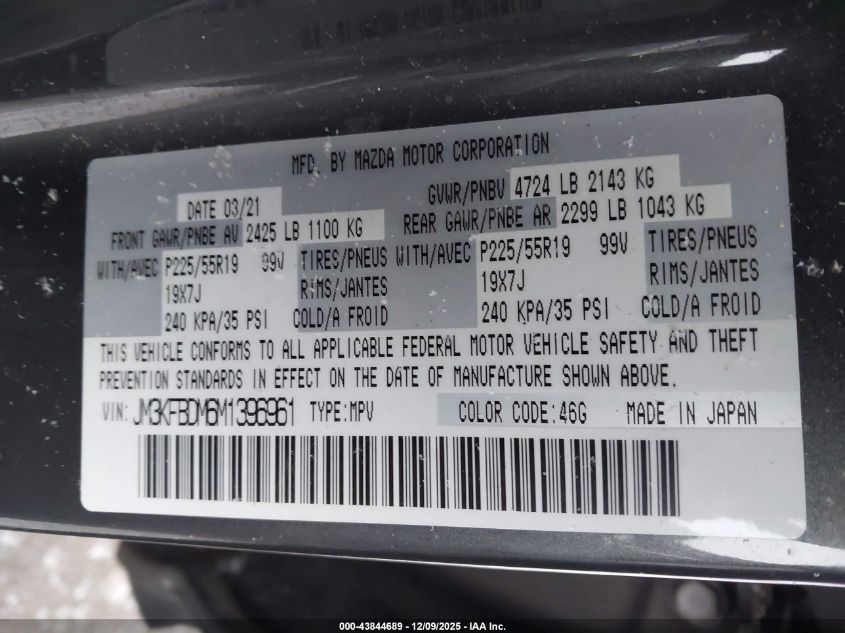 MFD. BY MAZDA MOTOR CORPORATION
DATE 03/21 GVWR/PNBV 4724 LB 2143 KG
FRONT GAWR/PNBE AV 2425 LB 1100 KG REAR GAWR/PNBE AR 2299 LB 1043 KG
WITH/AVEC P225/55R19 99V TIRES/PNEUS WITH/AVEC P225/55R19 99V TIRES/PNEUS
19X7J RIMS/JANTES 19X7J RIMS/JANTES
240 KPA/35 PSI COLD/A FROID 240 KPA/35 PSI COLD/A FROID
THIS VEHICLE CONFORMS TO ALL APPLICABLE FEDERAL MOTOR VEHICLE SAFETY AND THEFT
PREVENTION STANDARDS IN EFFECT ON THE DATE OF MANUFACTURE SHOWN ABOVE.
VIN: JM3KFBDM6M1396961 TYPE:MPV COLOR CODE:46G MADE IN JAPAN
000-43844689 - 12/09/2025 - IAA Inc.